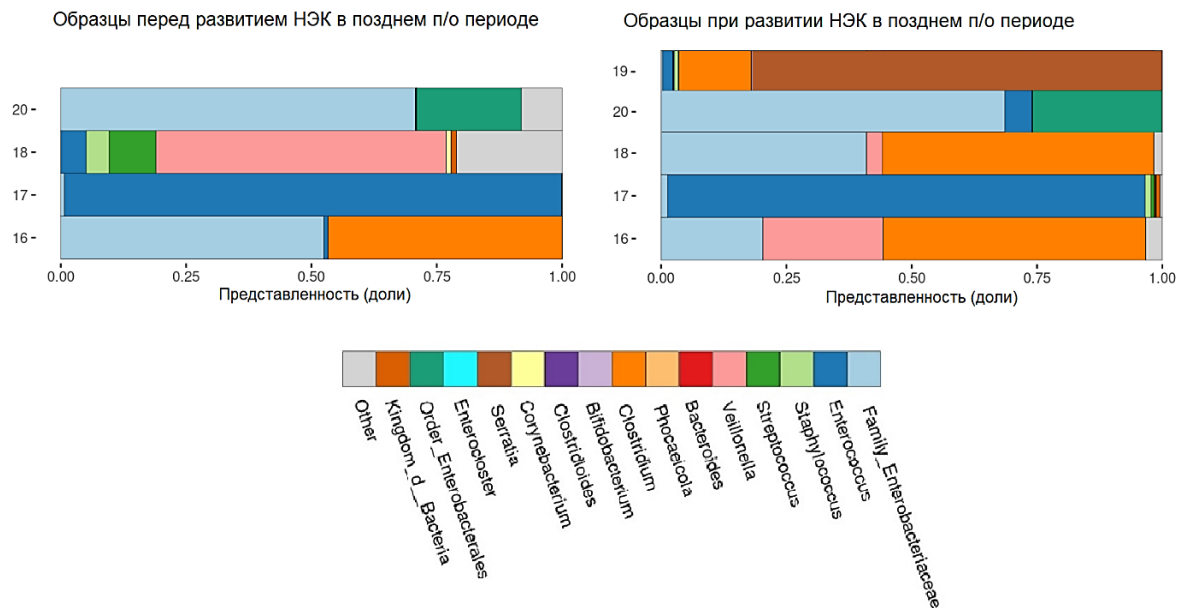 Образцы перед развитием НЭК в позднем п/о периоде
20
18
17
16
0.00 0.25 0.50 0.75 1.00
Представленность (доли)
Образцы при развитии НЭК в позднем п/о периоде
19
20
18
17
16
0.00 0.25 0.50 0.75 1.00
Представленность (доли)
Other
Kingdom_d__Bacteria
Order_Enterobacterales
Enterocloster
Serratia
Corynebacterium
Clostridioides
Bifidobacterium
Clostridium
Phocaeicola
Bacteroides
Veillonella
Streptococcus
Staphylococcus
Enterococcus
Family_Enterobacteriaceae